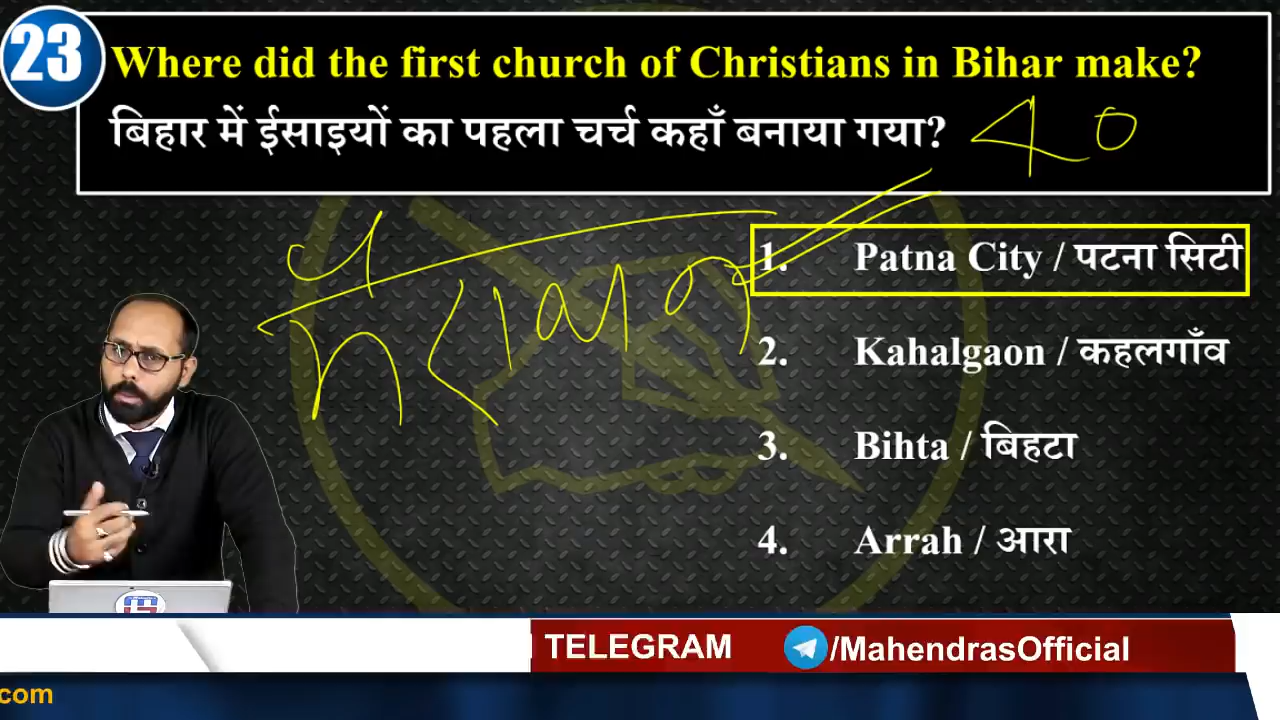 23
Where did the first church of Christians in Bihar make?
बिहार में ईसाइयों का पहला चर्च कहाँ बनाया गया?
40
1. Patna City / पटना सिटी
2. Kahalgaon / कहलगाँव
3. Bihta / बिहटा
4. Arrah / आरा
TELEGRAM /MahendrasOfficial
com